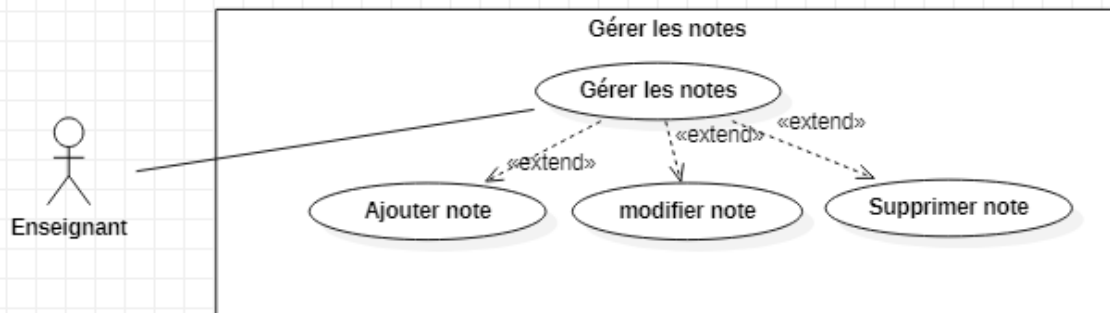 Gérer les notes
Gérer les notes
«extend»
«extend»
«extend»
Ajouter note
modifier note
Supprimer note
Enseignant